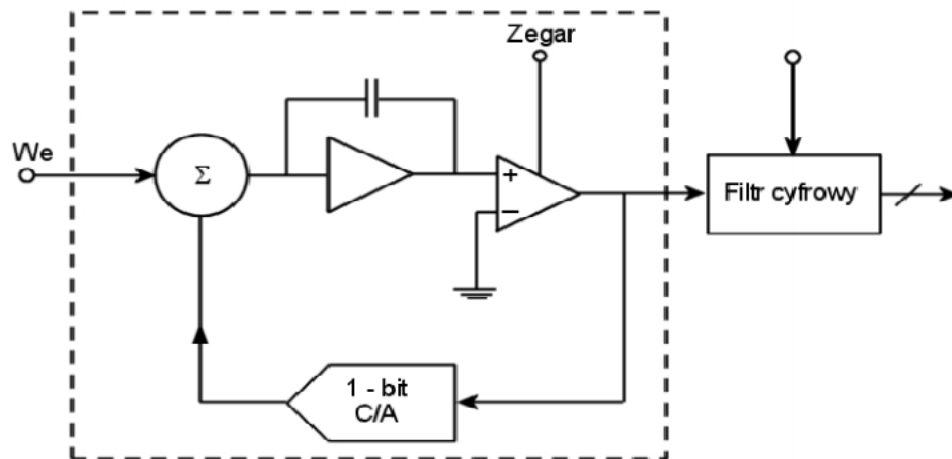 Zegar
We
Σ
+
−
Filtr cyfrowy
1 - bit
C/A